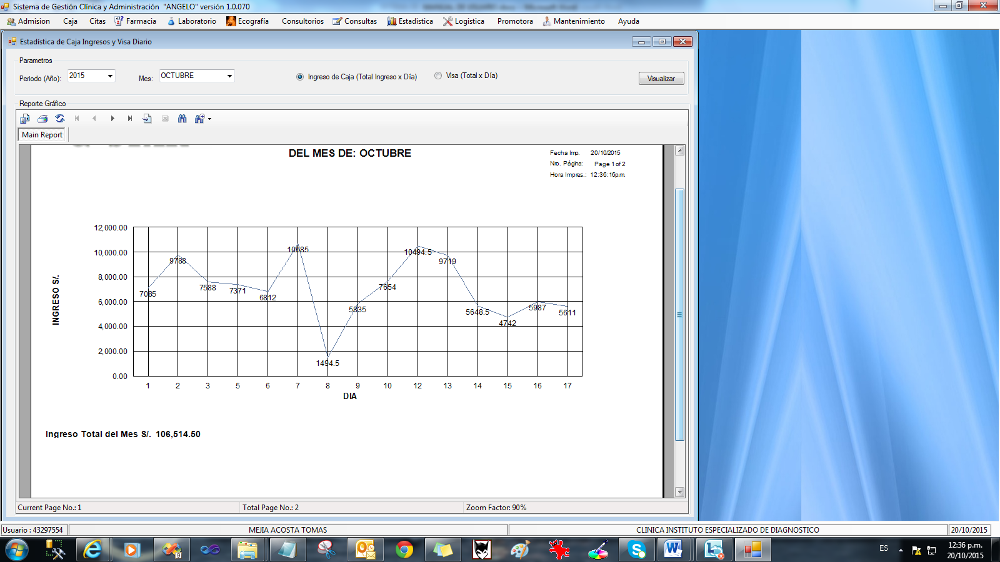 Sistema de Gestión Clínica y Administración "ANGELO" versión 1.0.070
Admision Caja Citas Farmacia Laboratorio Ecografía Consultorios Consultas Estadistica Logistica Promotora Mantenimiento Ayuda
Estadística de Caja Ingresos y Visa Diario
Parametros
Periodo (Año): 2015 Mes: OCTUBRE Ingreso de Caja (Total Ingreso x Día) Visa (Total x Día) Visualizar
Reporte Gráfico
Main Report
DEL MES DE: OCTUBRE
Fecha Imp. 20/10/2015
Nro. Página: Page 1 of 2
Hora Impres.: 12:36:16p.m.
INGRESO S/.
12,000.00
10,000.00
8,000.00
6,000.00
4,000.00
2,000.00
0.00
7085 9788 7588 7371 6812 10685 1494.5 5835 7654 10494.5 9719 5648.5 4742 5987 5611
1 2 3 5 6 7 8 9 10 12 13 14 15 16 17
DIA
Ingreso Total del Mes S/. 106,514.50
Current Page No.: 1 Total Page No.: 2 Zoom Factor: 90%
Usuario : 43297554 MEJIA ACOSTA TOMAS CLINICA INSTITUTO ESPECIALIZADO DE DIAGNOSTICO 20/10/2015
9
ES 12:36 p.m.
20/10/2015